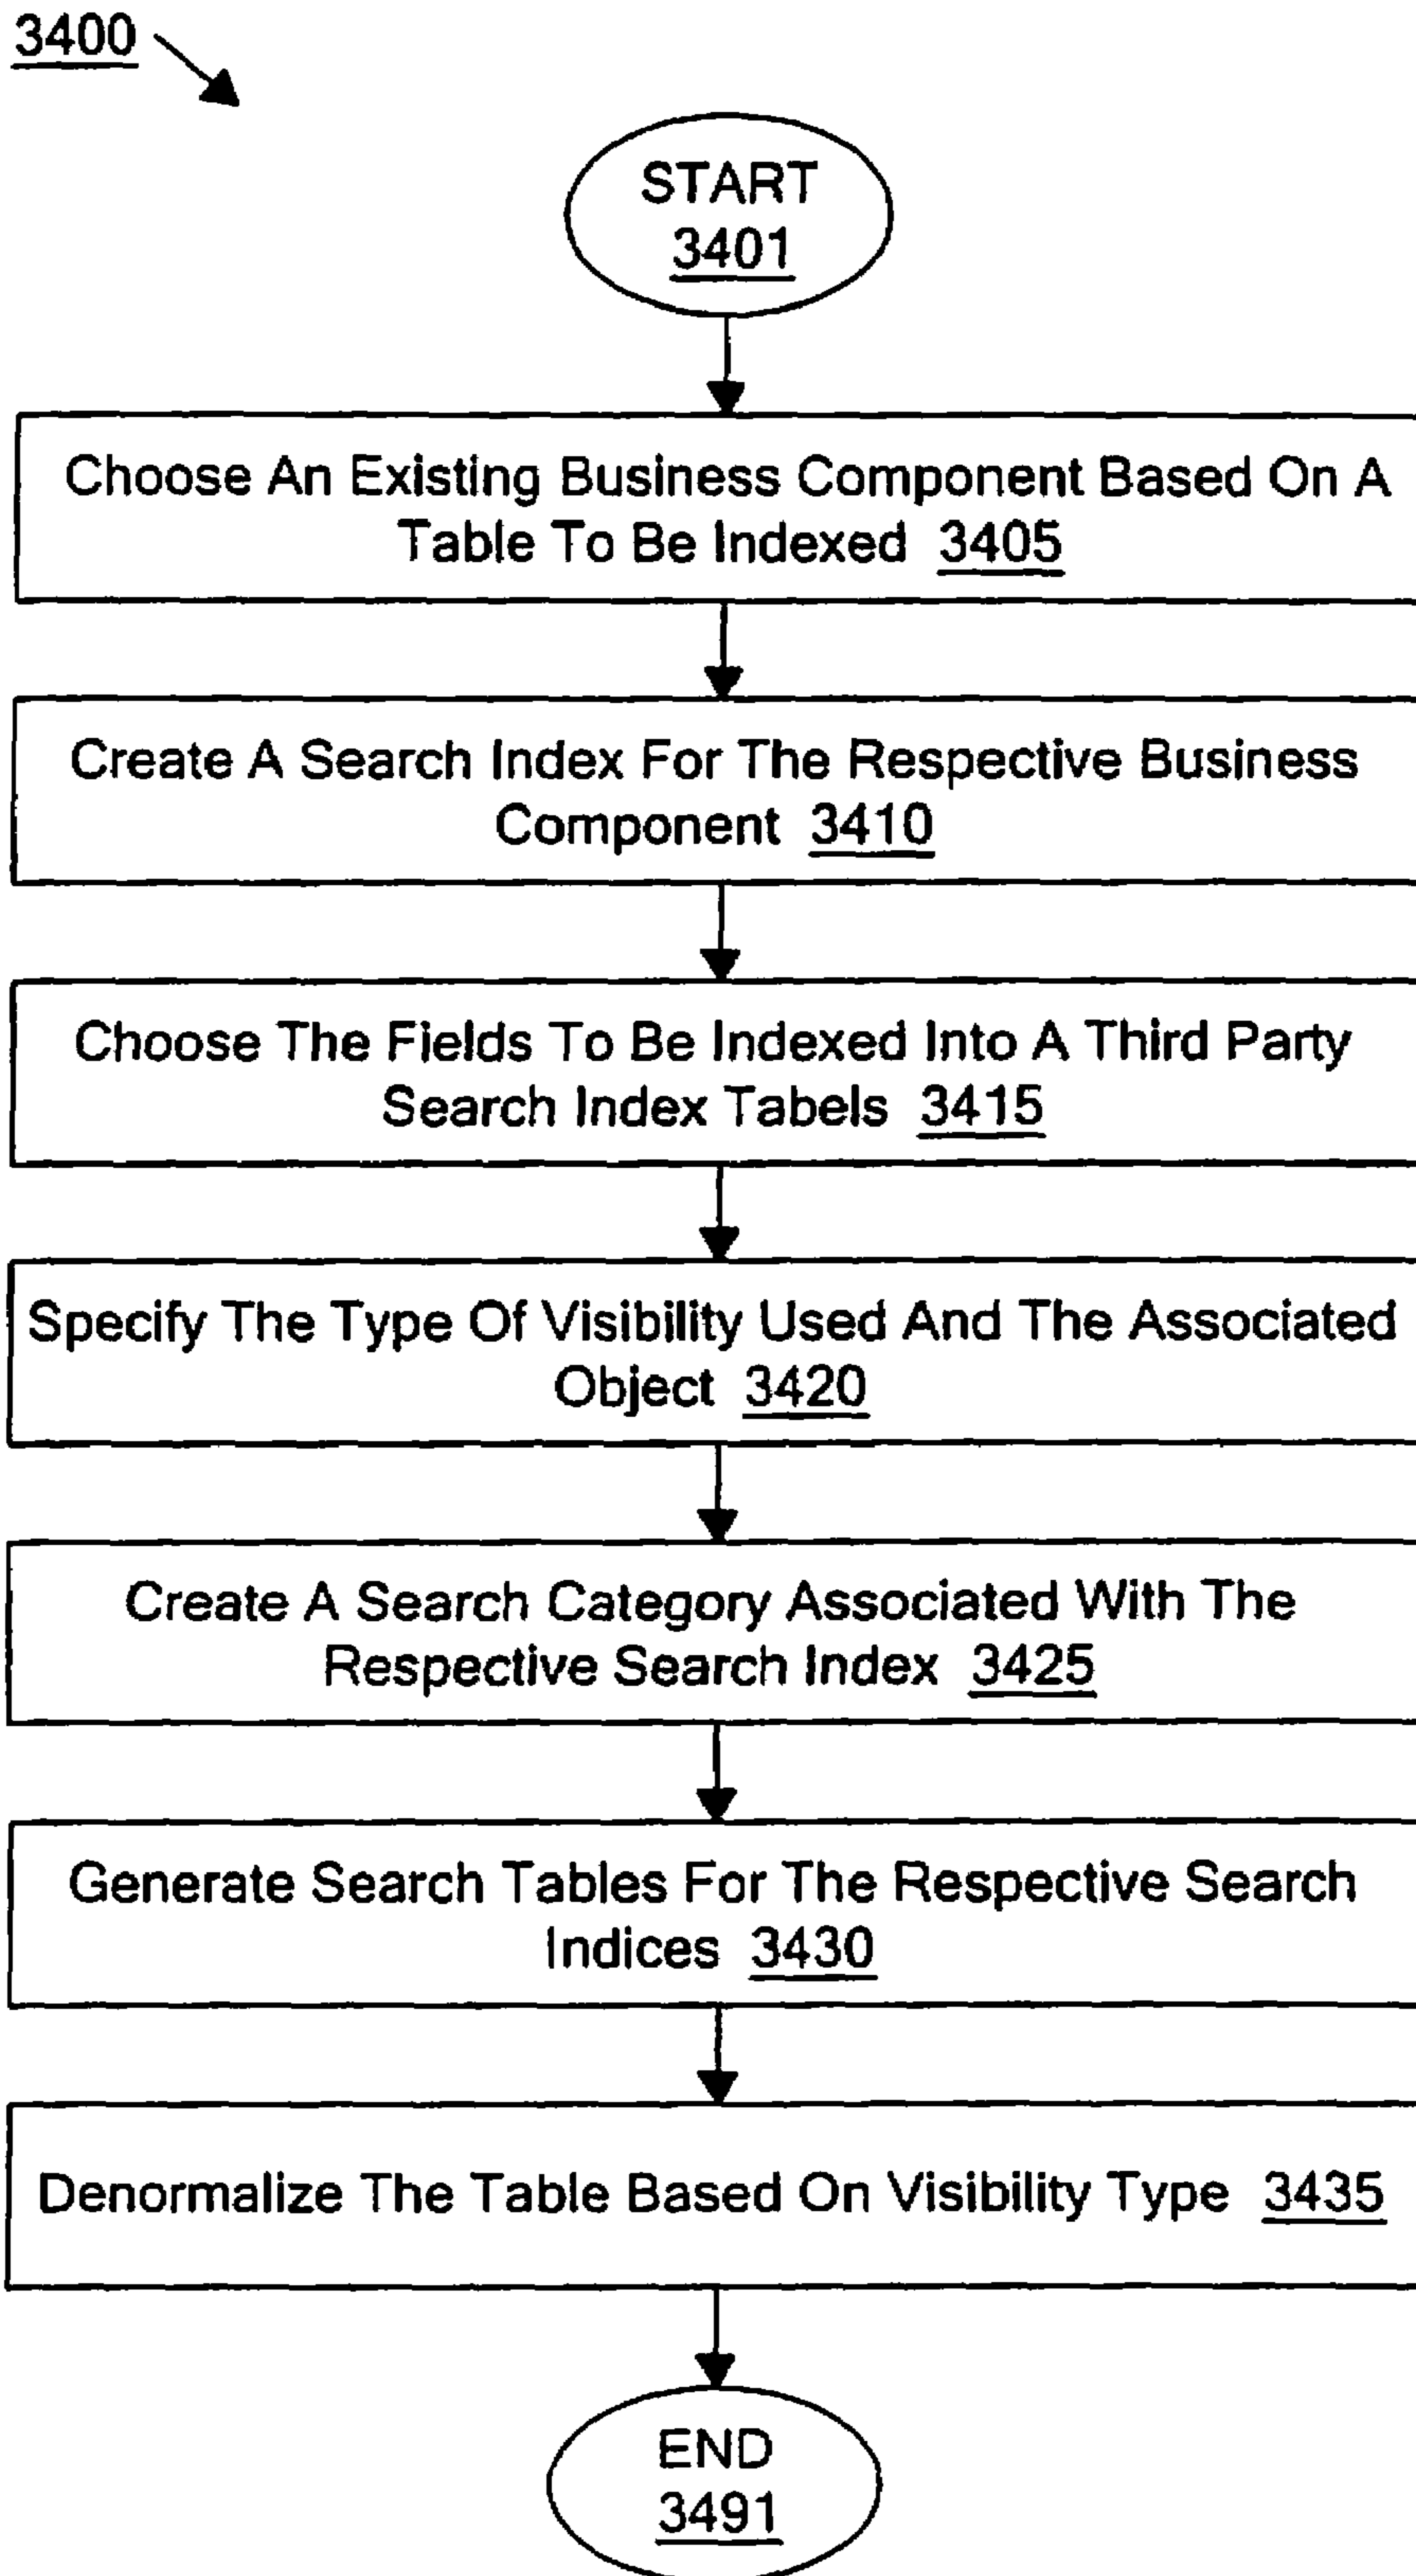 3400
START
3401
Choose An Existing Business Component Based On A
Table To Be Indexed 3405
Create A Search Index For The Respective Business
Component 3410
Choose The Fields To Be Indexed Into A Third Party
Search Index Tabels 3415
Specify The Type Of Visibility Used And The Associated
Object 3420
Create A Search Category Associated With The
Respective Search Index 3425
Generate Search Tables For The Respective Search
Indices 3430
Denormalize The Table Based On Visibility Type 3435
END
3491